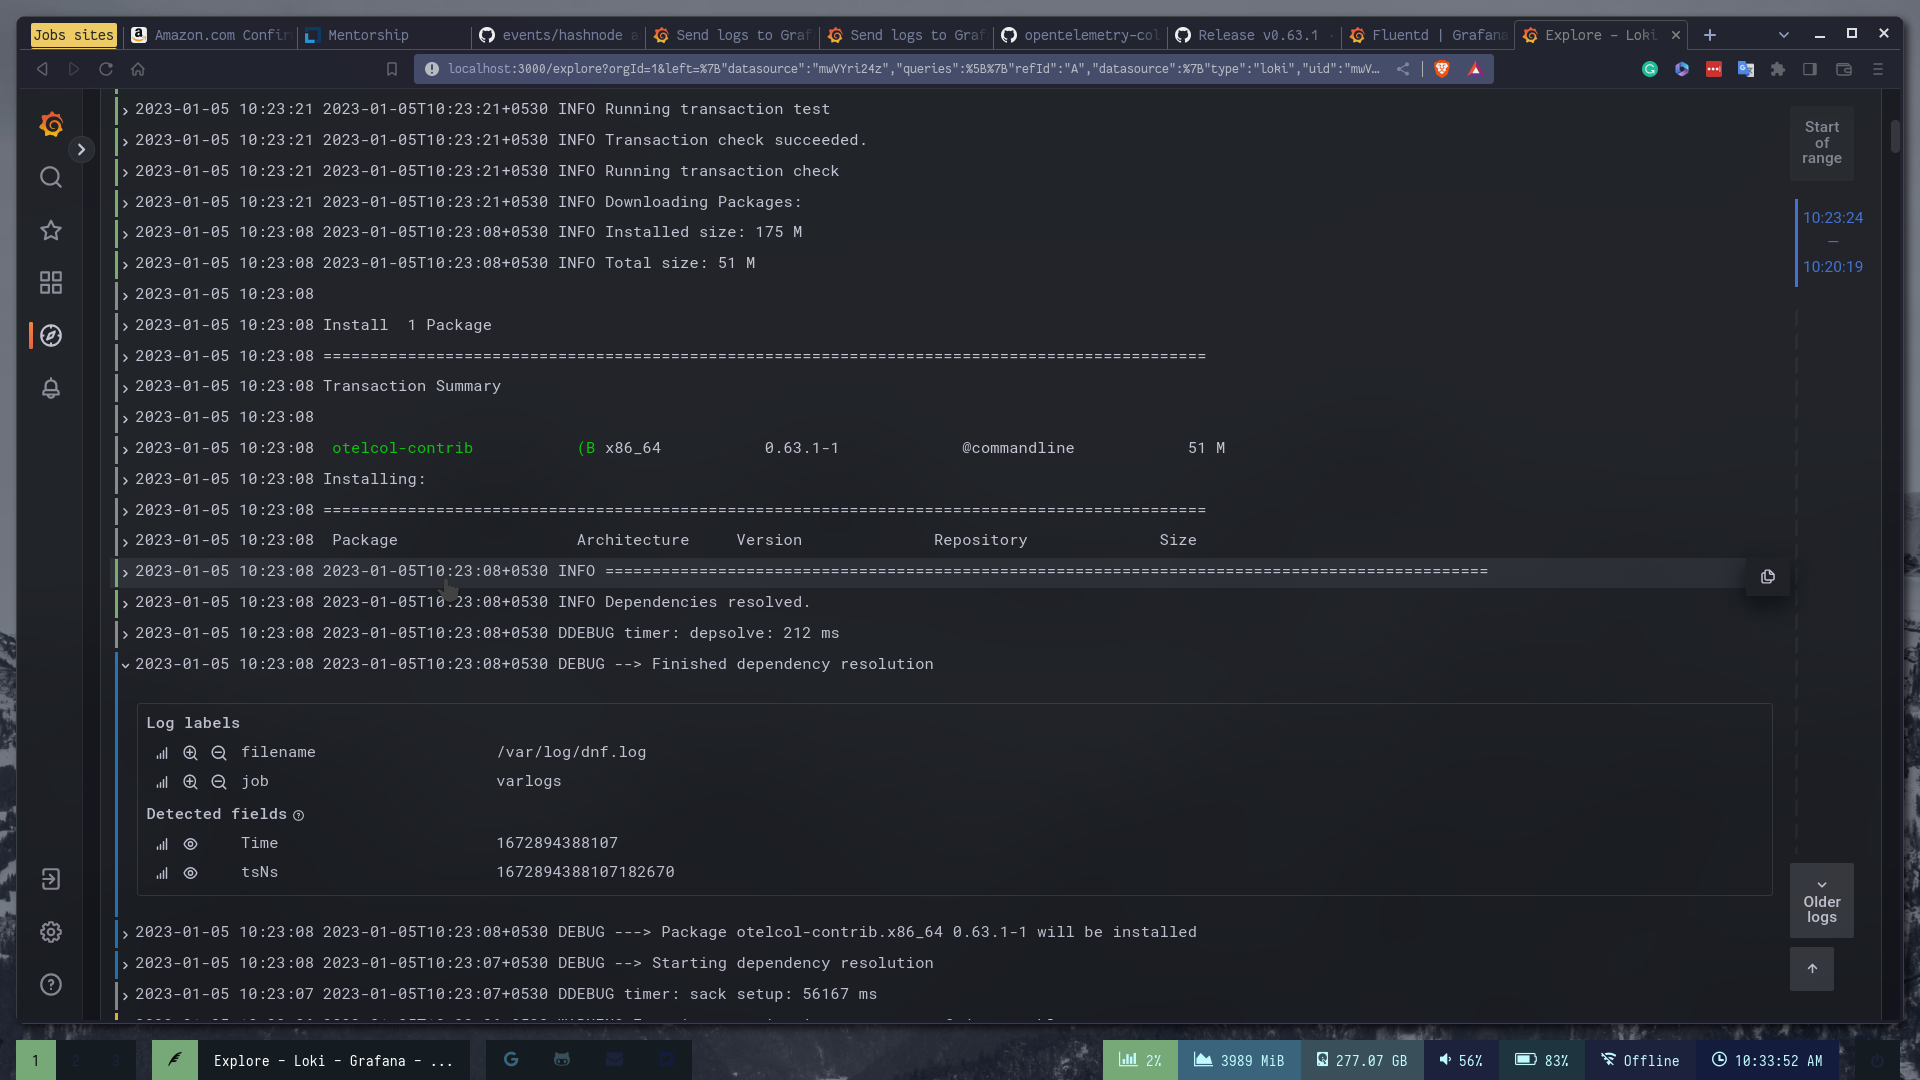 Jobs sites
Amazon.com Confir
Mentorship
events/hashnode a
Send logs to Graf
Send logs to Graf
opentelemetry-col
Release v0.63.1
Fluentd | Grafana
Explore - Loki
localhost:3000/explore?orgId=1&left=%7B"datasource":"mwVYri24z","queries":%5B%7B"refId":"A","datasource":%7B"type":"loki","uid":"mwV...
2023-01-05 10:23:21 2023-01-05T10:23:21+0530 INFO Running transaction test
2023-01-05 10:23:21 2023-01-05T10:23:21+0530 INFO Transaction check succeeded.
2023-01-05 10:23:21 2023-01-05T10:23:21+0530 INFO Running transaction check
2023-01-05 10:23:21 2023-01-05T10:23:21+0530 INFO Downloading Packages:
2023-01-05 10:23:08 2023-01-05T10:23:08+0530 INFO Installed size: 175 M
2023-01-05 10:23:08 2023-01-05T10:23:08+0530 INFO Total size: 51 M
2023-01-05 10:23:08
2023-01-05 10:23:08 Install  1 Package
2023-01-05 10:23:08 ==============================================================================================
2023-01-05 10:23:08 Transaction Summary
2023-01-05 10:23:08
2023-01-05 10:23:08  otelcol-contrib           (B x86_64           0.63.1-1             @commandline            51 M
2023-01-05 10:23:08 Installing:
2023-01-05 10:23:08 ==============================================================================================
2023-01-05 10:23:08  Package                   Architecture     Version              Repository              Size
2023-01-05 10:23:08 2023-01-05T10:23:08+0530 INFO ==============================================================================================
2023-01-05 10:23:08 2023-01-05T10:23:08+0530 INFO Dependencies resolved.
2023-01-05 10:23:08 2023-01-05T10:23:08+0530 DDEBUG timer: depsolve: 212 ms
2023-01-05 10:23:08 2023-01-05T10:23:08+0530 DEBUG --> Finished dependency resolution
Log labels
filename /var/log/dnf.log
job varlogs
Detected fields
Time 1672894388107
tsNs 1672894388107182670
2023-01-05 10:23:08 2023-01-05T10:23:08+0530 DEBUG ---> Package otelcol-contrib.x86_64 0.63.1-1 will be installed
2023-01-05 10:23:08 2023-01-05T10:23:07+0530 DEBUG --> Starting dependency resolution
2023-01-05 10:23:07 2023-01-05T10:23:07+0530 DDEBUG timer: sack setup: 56167 ms
Start
of
range
10:23:24
—
10:20:19
Older
logs
1
2
3
Explore - Loki - Grafana - ...
2%
3989 MiB
277.07 GB
56%
83%
Offline
10:33:52 AM